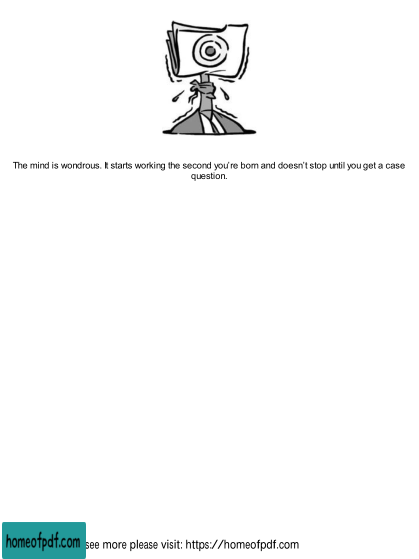 The mind is wondrous. It starts working the second you're born and doesn't stop until you get a case
question.
homeofpdf.com see more please visit: https://homeofpdf.com